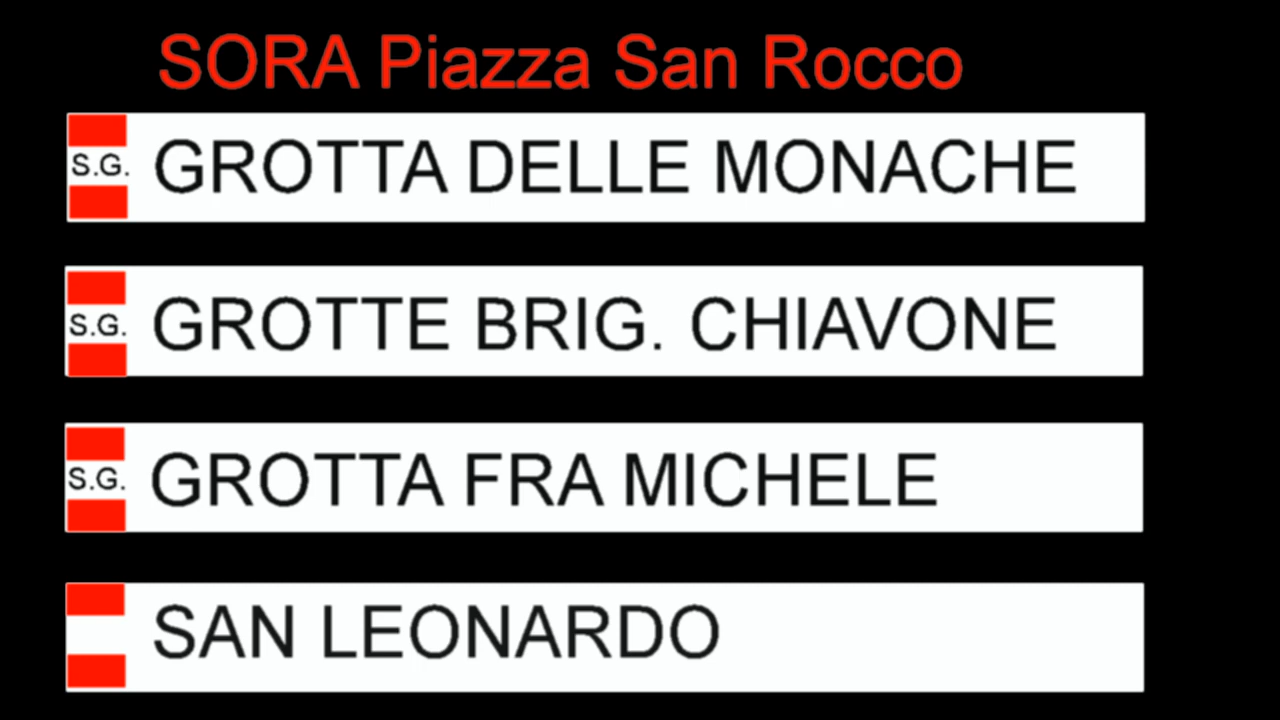 SORA Piazza San Rocco
S.G. GROTTA DELLE MONACHE
S.G. GROTTE BRIG. CHIAVONE
S.G. GROTTA FRA MICHELE
SAN LEONARDO